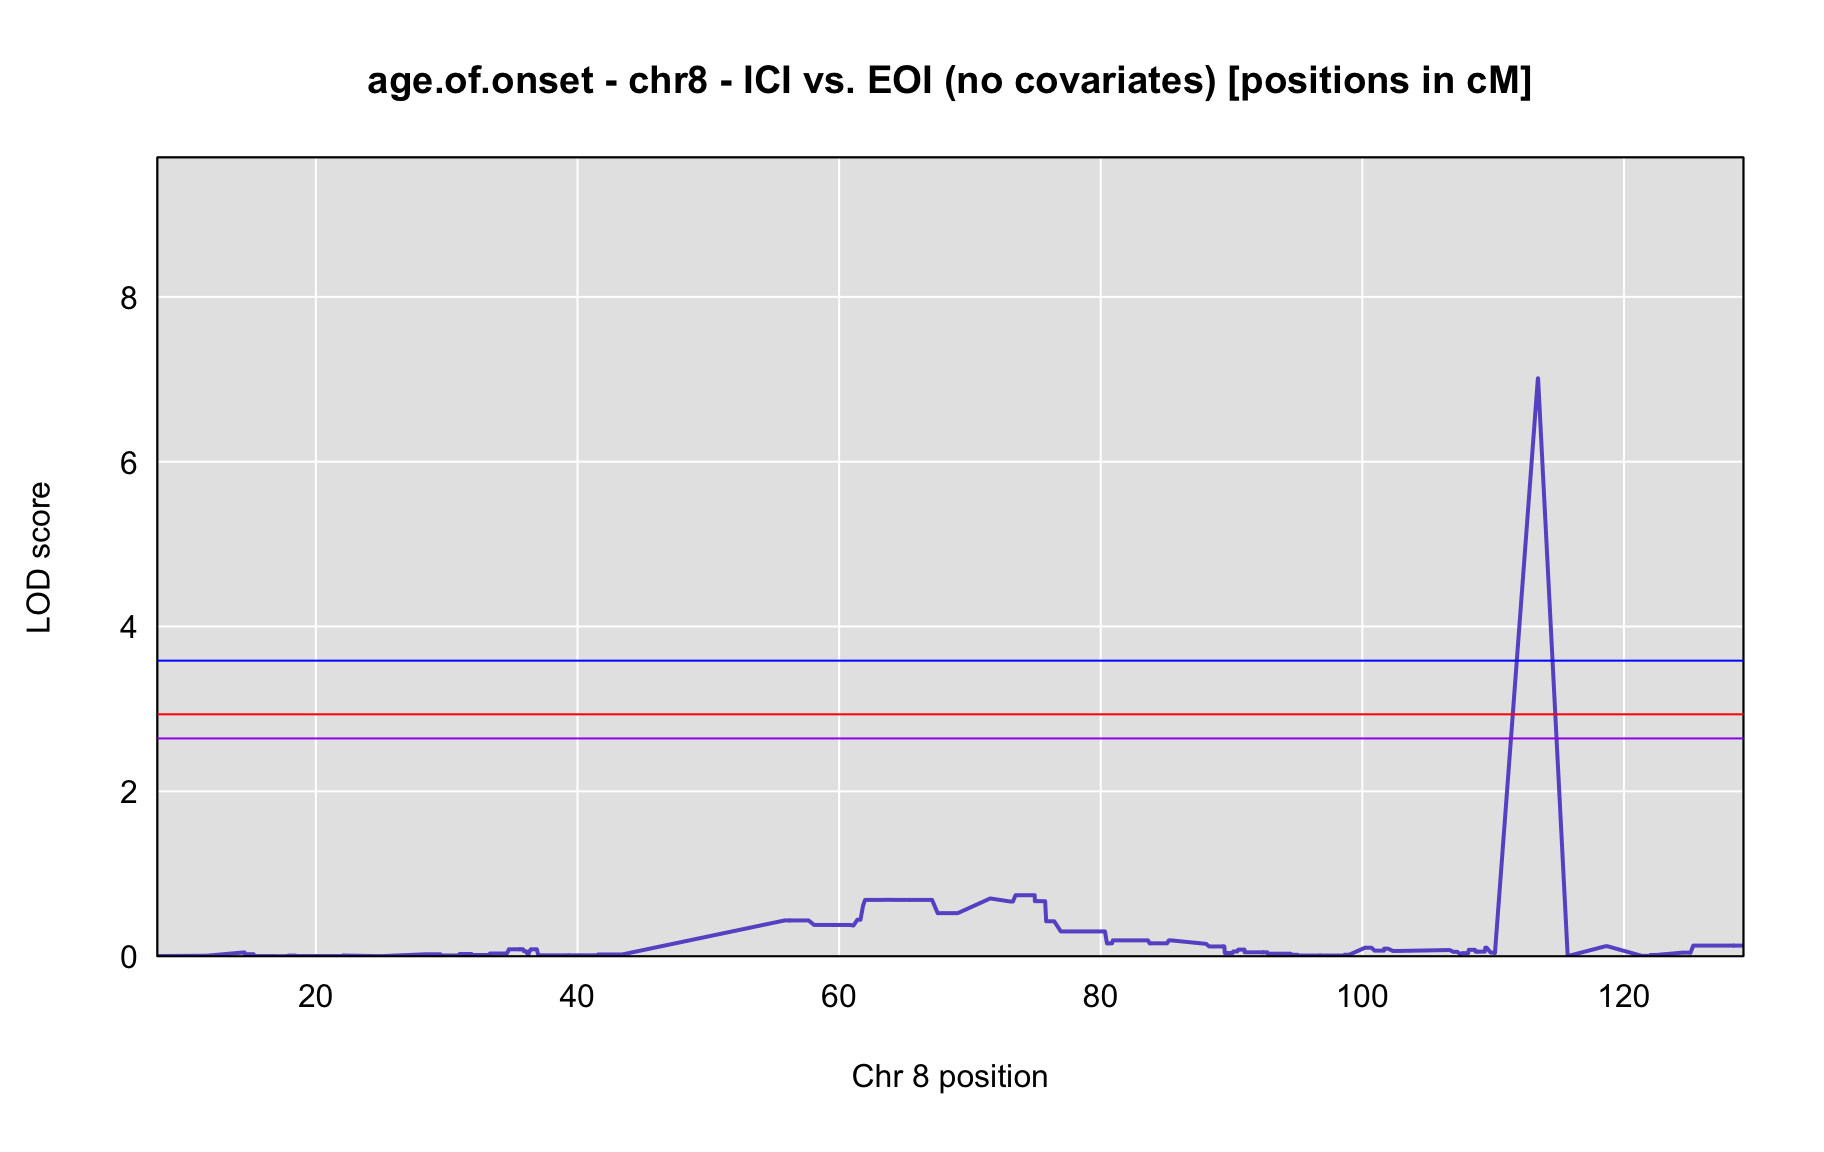 age.of.onset - chr8 - ICI vs. EOI (no covariates) [positions in cM]
LOD score
8
6
4
2
0
20 40 60 80 100 120
Chr 8 position